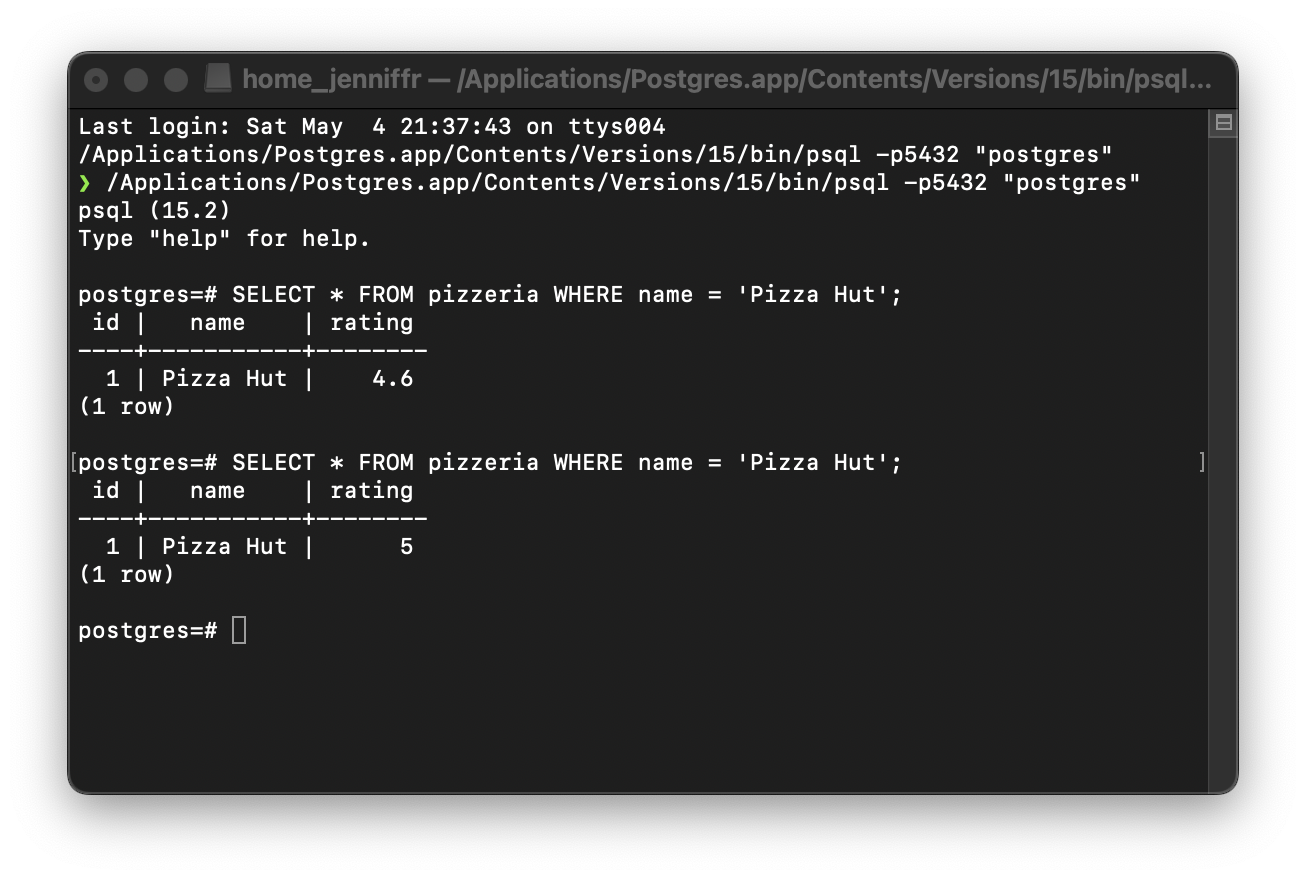 home_jenniffr — /Applications/Postgres.app/Contents/Versions/15/bin/psql...
Last login: Sat May  4 21:37:43 on ttys004
/Applications/Postgres.app/Contents/Versions/15/bin/psql -p5432 "postgres"
❯ /Applications/Postgres.app/Contents/Versions/15/bin/psql -p5432 "postgres"
psql (15.2)
Type "help" for help.

postgres=# SELECT * FROM pizzeria WHERE name = 'Pizza Hut';
 id |   name    | rating
----+-----------+--------
  1 | Pizza Hut |    4.6
(1 row)

[postgres=# SELECT * FROM pizzeria WHERE name = 'Pizza Hut'; ]
 id |   name    | rating
----+-----------+--------
  1 | Pizza Hut |      5
(1 row)

postgres=#